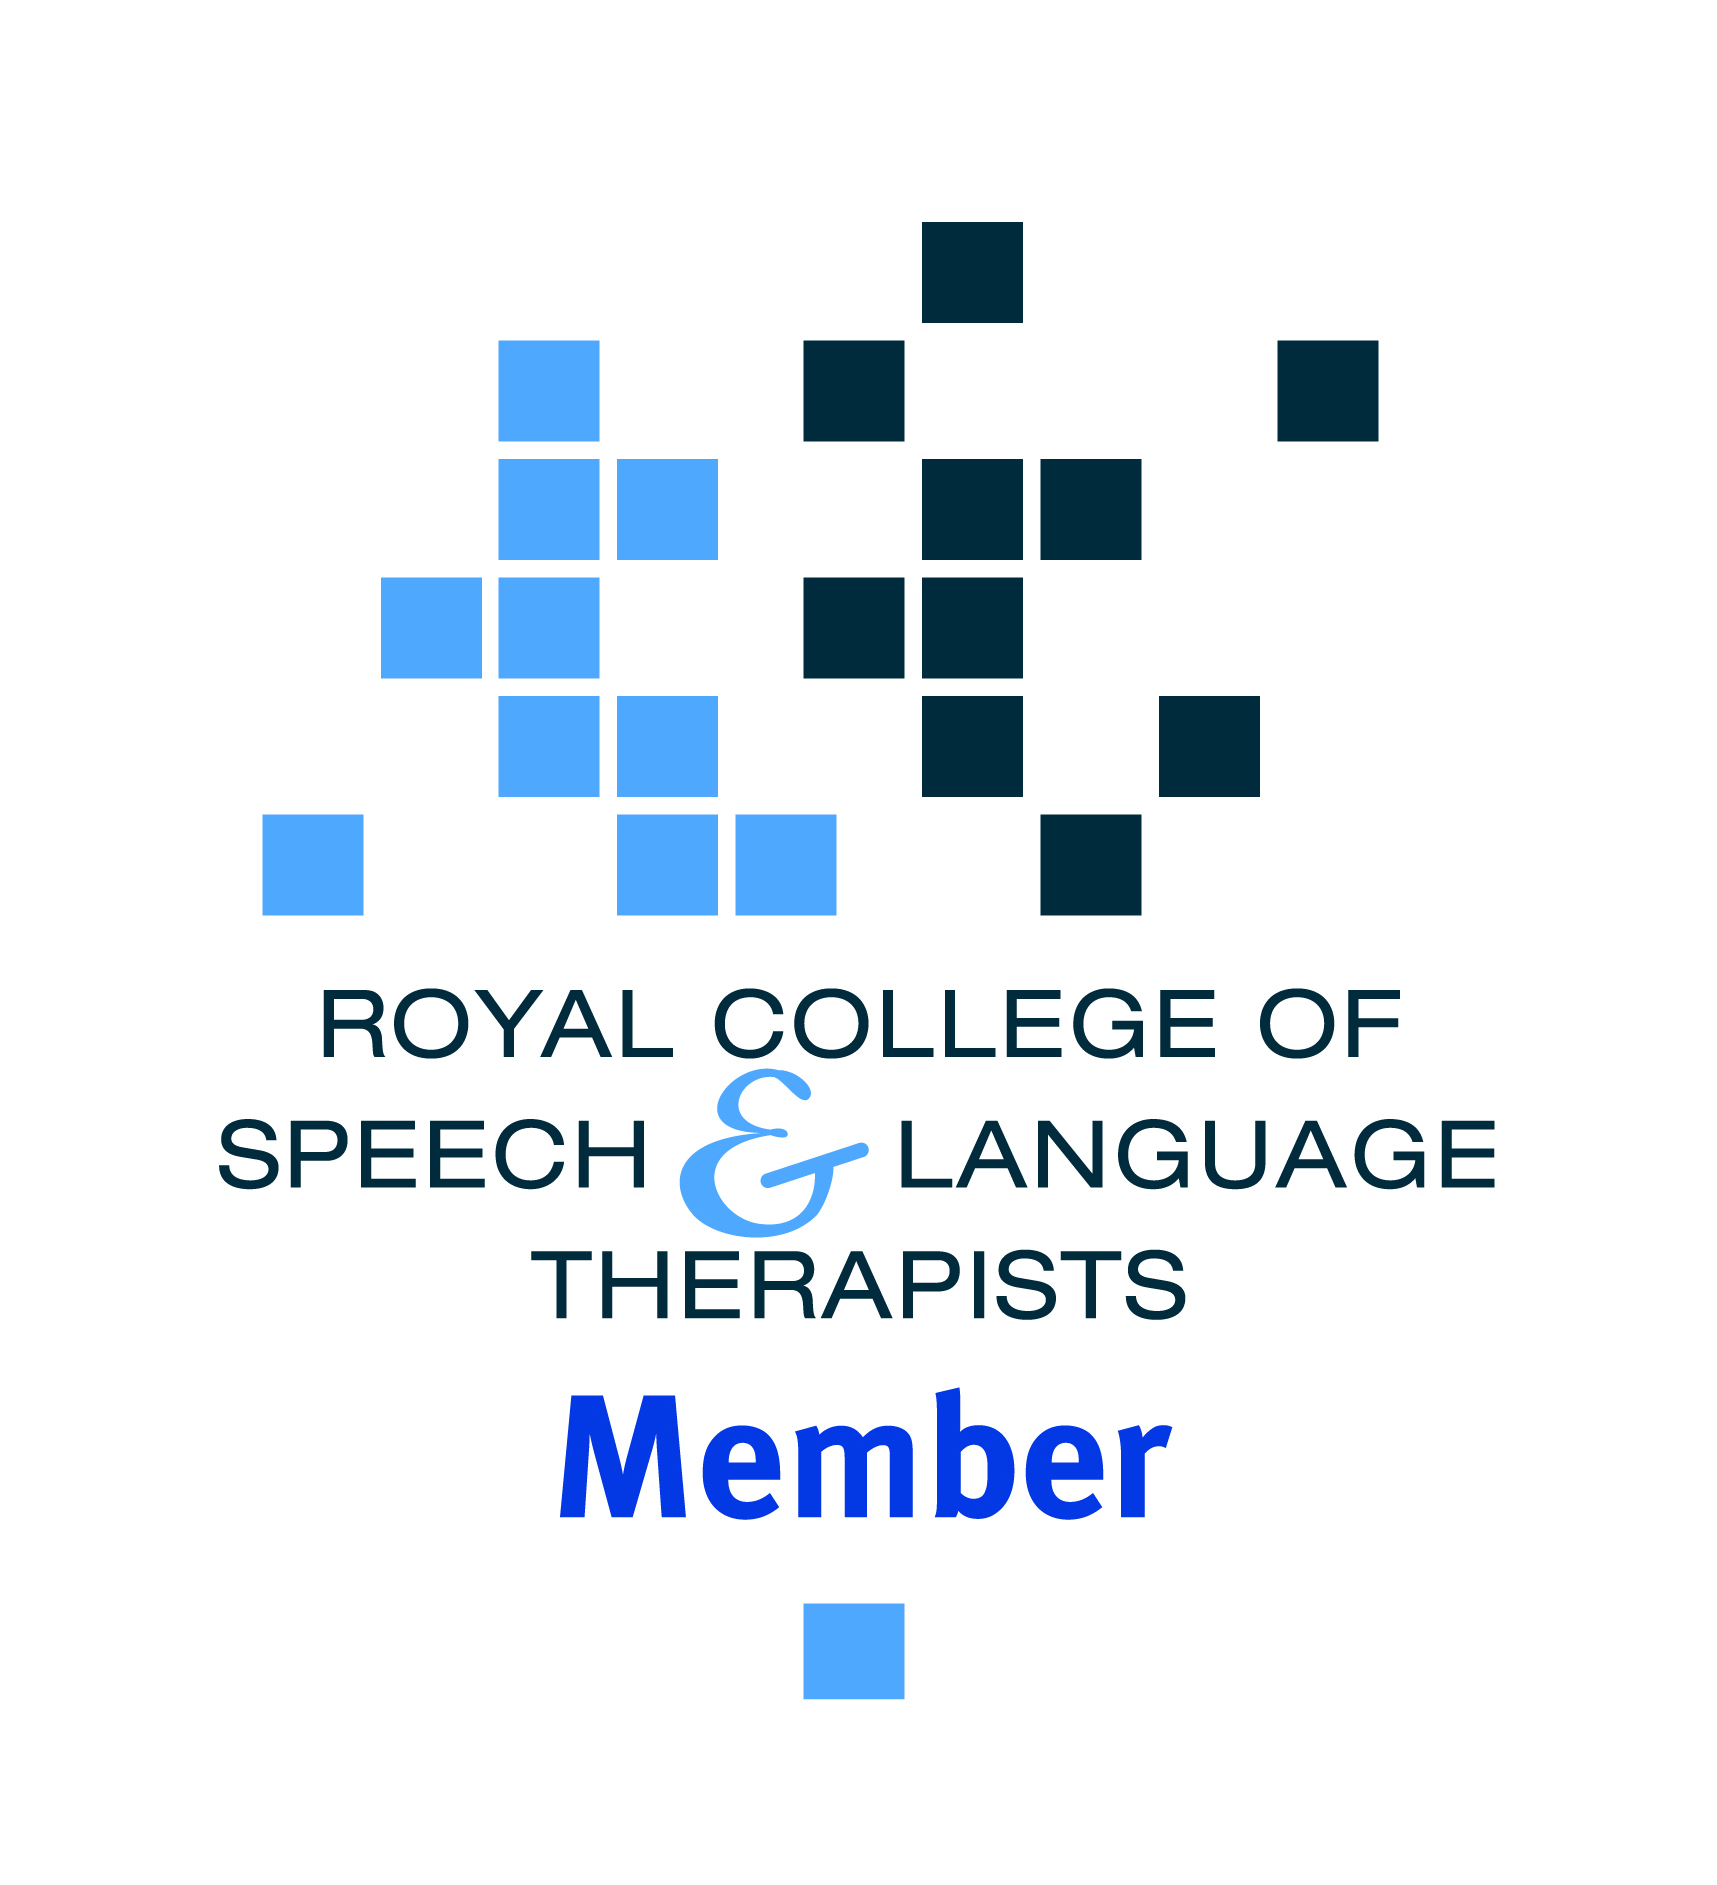 ROYAL COLLEGE OF
SPEECH & LANGUAGE
THERAPISTS
Member